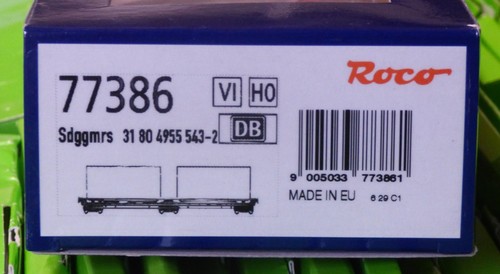 77386 VI H0 Roco
Sdggmrs 31 80 4955 543-2 DB
9 005033 773861
MADE IN EU 6 29 C1